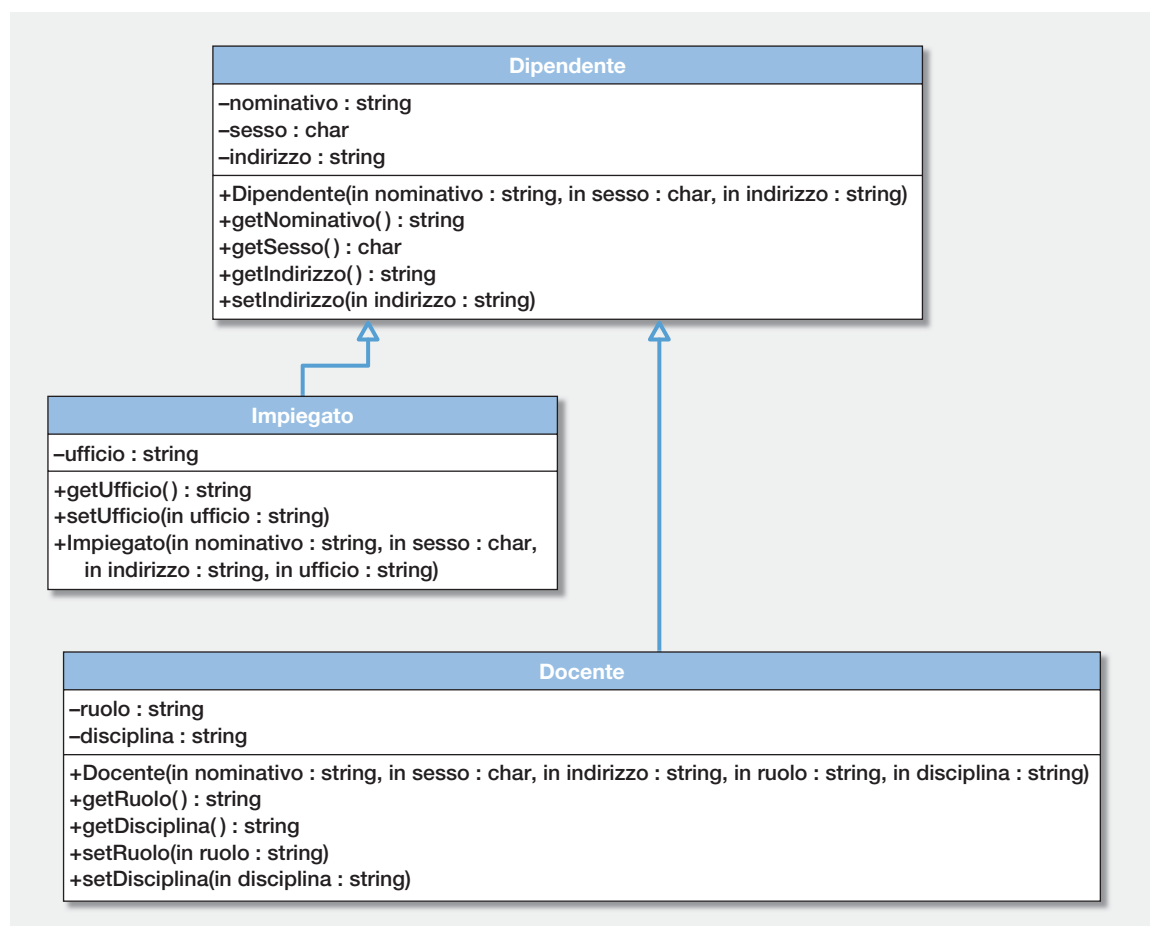 Dipendente
–nominativo : string
–sesso : char
–indirizzo : string
+Dipendente(in nominativo : string, in sesso : char, in indirizzo : string)
+getNominativo( ) : string
+getSesso( ) : char
+getIndirizzo( ) : string
+setIndirizzo(in indirizzo : string)
Impiegato
–ufficio : string
+getUfficio( ) : string
+setUfficio(in ufficio : string)
+Impiegato(in nominativo : string, in sesso : char,
in indirizzo : string, in ufficio : string)
Docente
–ruolo : string
–disciplina : string
+Docente(in nominativo : string, in sesso : char, in indirizzo : string, in ruolo : string, in disciplina : string)
+getRuolo( ) : string
+getDisciplina( ) : string
+setRuolo(in ruolo : string)
+setDisciplina(in disciplina : string)